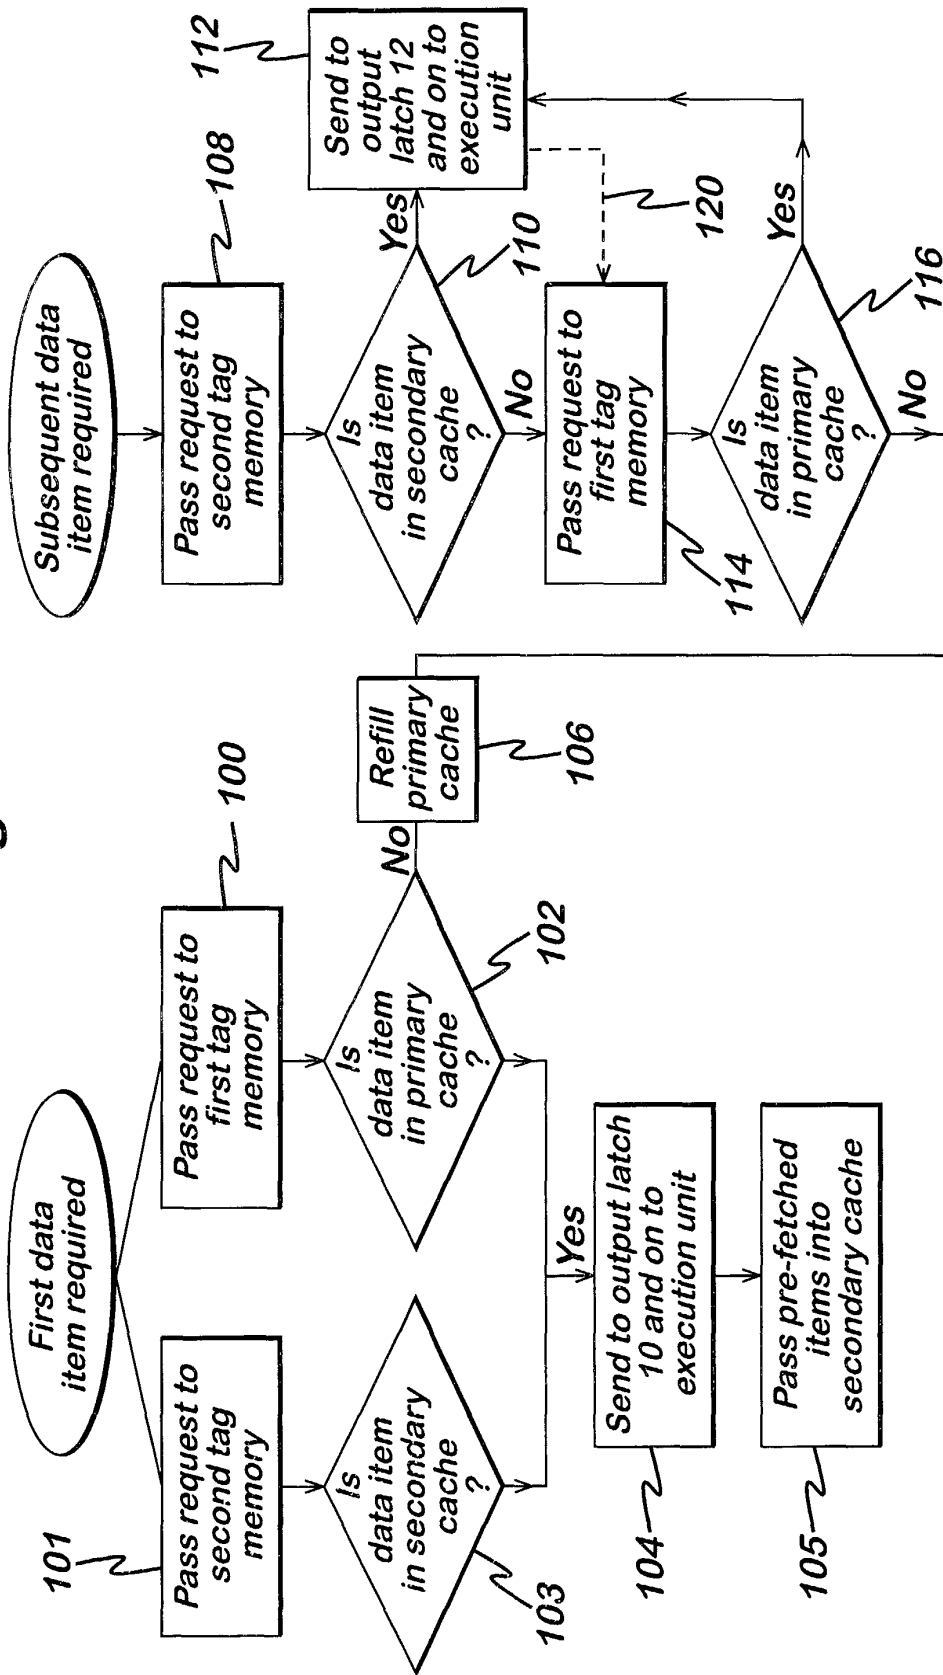 First data
item required
101
Pass request to
second tag
memory
Pass request to
first tag
memory
100
Is
data item
in secondary
cache
?
103
Is
data item
in primary
cache
?
102
No
Refill
primary
cache
106
Yes
Send to output latch
10 and on to
execution unit
104
Pass pre-fetched
items into
secondary cache
105
Subsequent data
item required
Pass request to
second tag
memory
108
Is
data item
in secondary
cache
?
110
Yes
Send to
output
latch 12
and on to
execution
unit
112
No
120
Pass request to
first tag
memory
114
Is
data item
in primary
cache
?
116
Yes
No